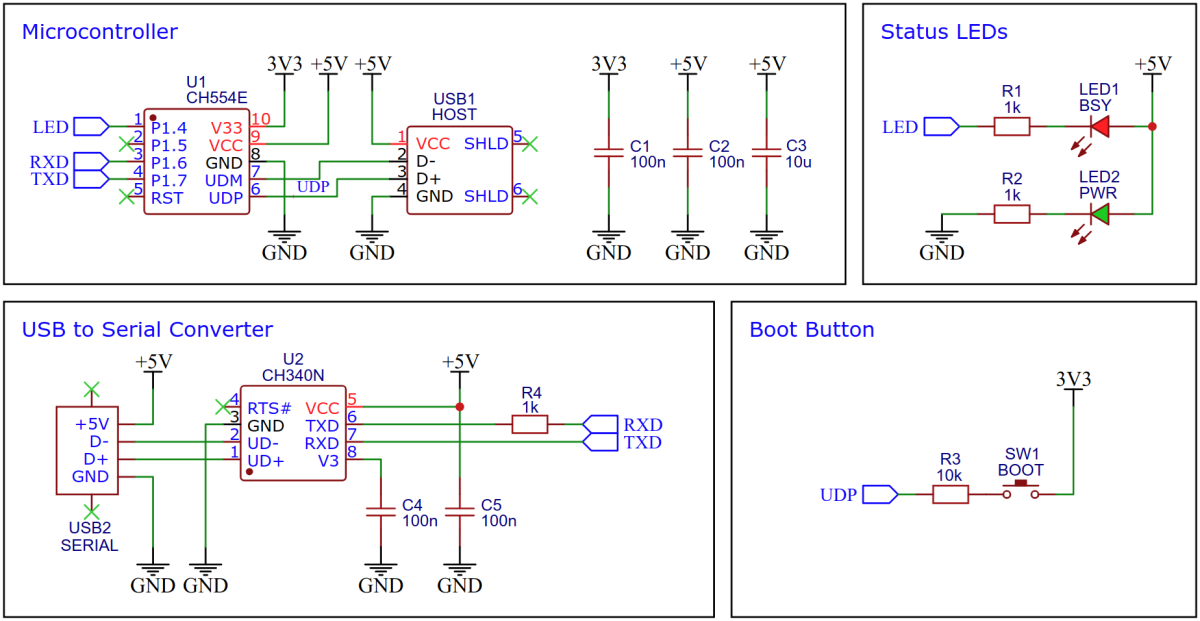 Microcontroller
3V3 +5V +5V 3V3 +5V +5V
U1
CH554E
USB1
HOST
LED 1 P1.4 V33 10
2 P1.5 VCC 9
RXD 3 P1.6 GND 8
TXD 4 P1.7 UDM 7
5 RST UDP 6
UDP
1 VCC SHLD 5
2 D-
3 D+
4 GND SHLD 6
C1
100n
C2
100n
C3
10u
GND GND GND GND GND
Status LEDs
+5V
R1
1k
LED1
BSY
LED
R2
1k
LED2
PWR
GND
USB to Serial Converter
+5V
U2
CH340N
+5V
+5V
D-
D+
GND
USB2
SERIAL
4 RTS# VCC 5
3 GND TXD 6
2 UD- RXD 7
1 UD+ V3 8
R4
1k
RXD
TXD
C4
100n
C5
100n
GND GND GND GND
Boot Button
3V3
SW1
BOOT
R3
10k
UDP